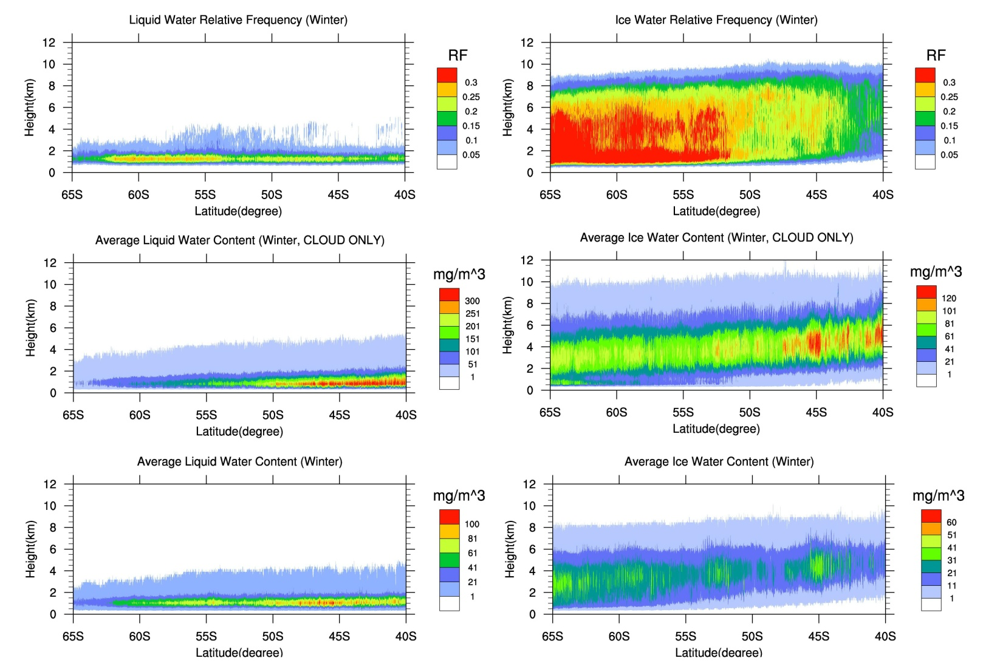 Liquid Water Relative Frequency (Winter)
12
10
8
6
4
2
0
Height(km)
65S 60S 55S 50S 45S 40S
Latitude(degree)
RF
0.3
0.25
0.2
0.15
0.1
0.05
Ice Water Relative Frequency (Winter)
12
10
8
6
4
2
0
Height(km)
65S 60S 55S 50S 45S 40S
Latitude(degree)
RF
0.3
0.25
0.2
0.15
0.1
0.05
Average Liquid Water Content (Winter, CLOUD ONLY)
12
10
8
6
4
2
0
Height(km)
65S 60S 55S 50S 45S 40S
Latitude(degree)
mg/m^3
300
251
201
151
101
51
1
Average Ice Water Content (Winter, CLOUD ONLY)
12
10
8
6
4
2
0
Height(km)
65S 60S 55S 50S 45S 40S
Latitude(degree)
mg/m^3
120
101
81
61
41
21
1
Average Liquid Water Content (Winter)
12
10
8
6
4
2
0
Height(km)
65S 60S 55S 50S 45S 40S
Latitude(degree)
mg/m^3
100
81
61
41
21
1
Average Ice Water Content (Winter)
12
10
8
6
4
2
0
Height(km)
65S 60S 55S 50S 45S 40S
Latitude(degree)
mg/m^3
60
51
41
31
21
11
1